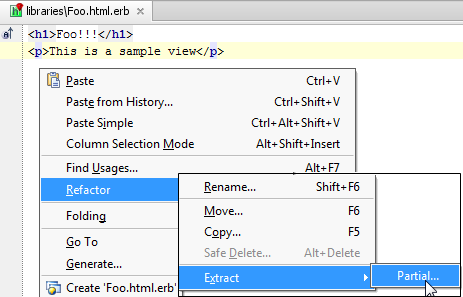 libraries\Foo.html.erb
<h1>Foo!!!</h1>
<p>This is a sample view</p>
Paste Ctrl+V
Paste from History... Ctrl+Shift+V
Paste Simple Ctrl+Alt+Shift+V
Column Selection Mode Alt+Shift+Insert
Find Usages... Alt+F7
Refactor
Rename... Shift+F6
Folding
Move... F6
Copy... F5
Go To
Safe Delete... Alt+Delete
Generate...
Extract
Partial...
Create 'Foo.html.erb'